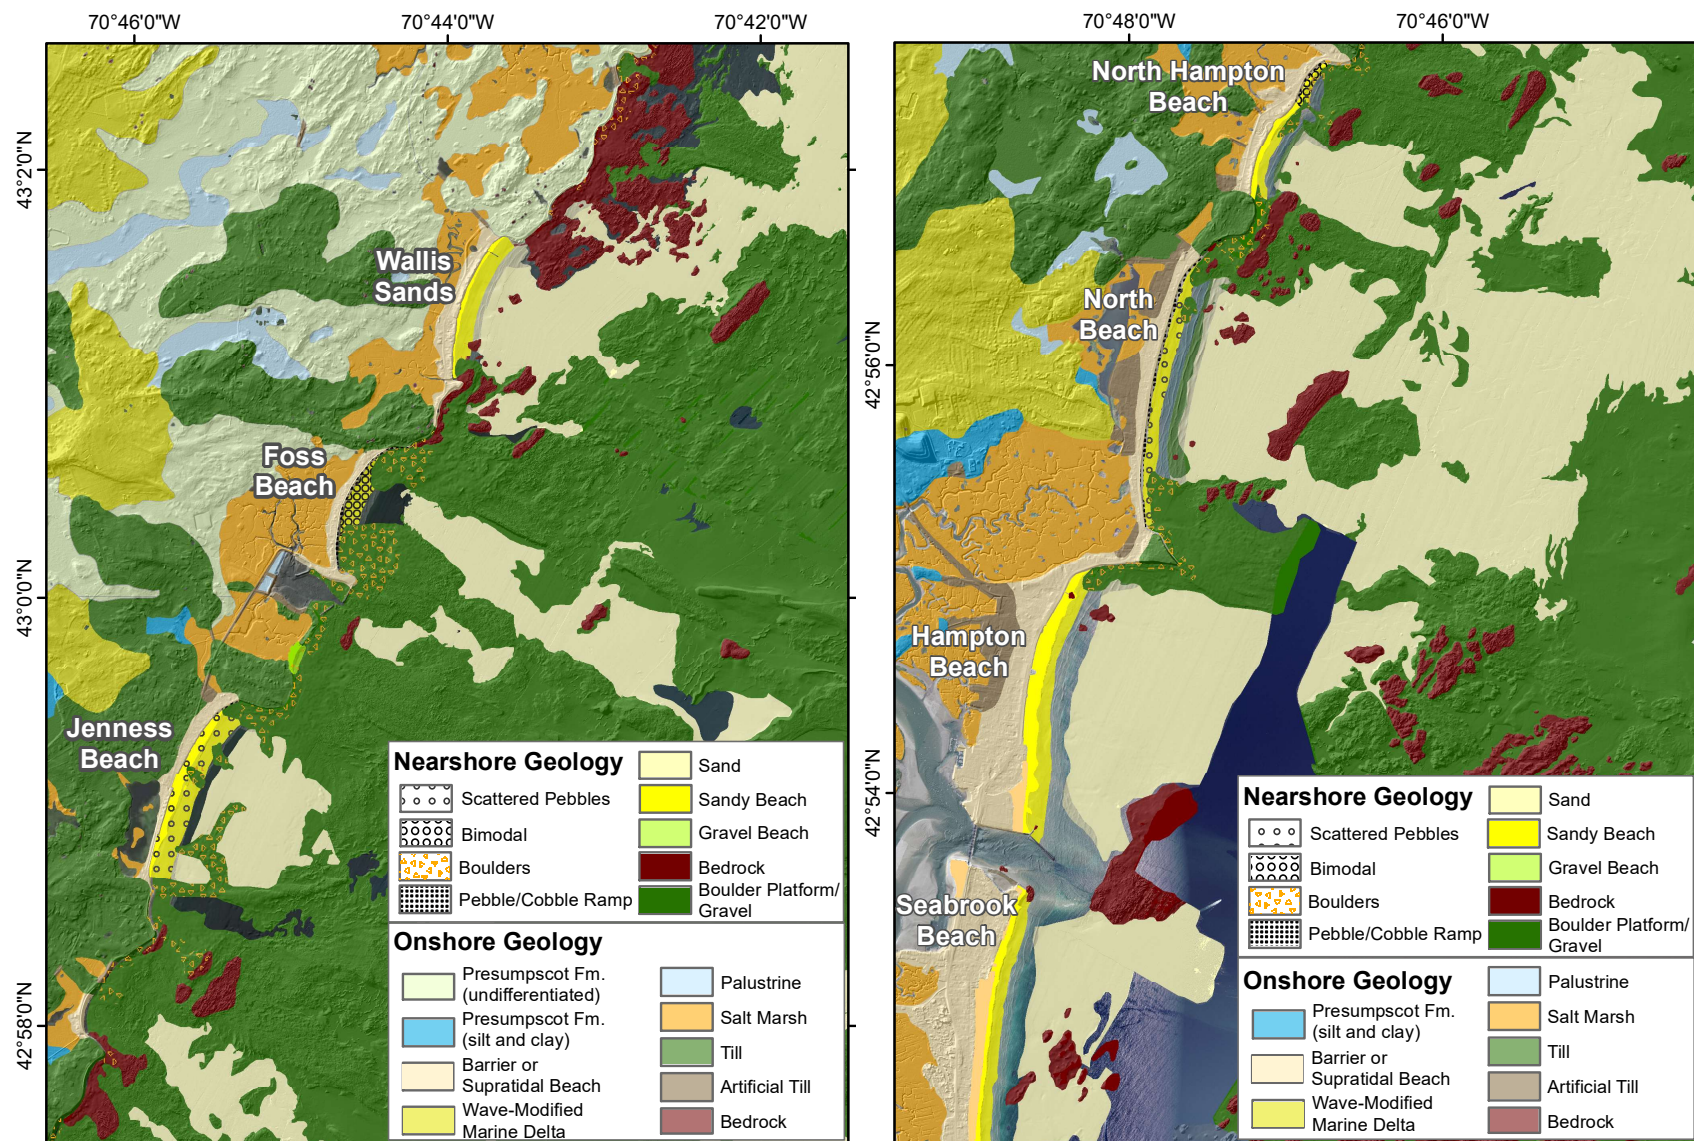 70°46'0"W
70°44'0"W
70°42'0"W
43°2'0"N
43°0'0"N
42°58'0"N
Wallis
Sands
Foss
Beach
Jenness
Beach
Nearshore Geology
Scattered Pebbles
Bimodal
Boulders
Pebble/Cobble Ramp
Sand
Sandy Beach
Gravel Beach
Bedrock
Boulder Platform/
Gravel
Onshore Geology
Presumpscot Fm.
(undifferentiated)
Presumpscot Fm.
(silt and clay)
Barrier or
Supratidal Beach
Wave-Modified
Marine Delta
Palustrine
Salt Marsh
Till
Artificial Till
Bedrock
70°48'0"W
70°46'0"W
42°56'0"N
42°54'0"N
North Hampton
Beach
North
Beach
Hampton
Beach
Seabrook
Beach
Nearshore Geology
Scattered Pebbles
Bimodal
Boulders
Pebble/Cobble Ramp
Sand
Sandy Beach
Gravel Beach
Bedrock
Boulder Platform/
Gravel
Onshore Geology
Presumpscot Fm.
(silt and clay)
Barrier or
Supratidal Beach
Wave-Modified
Marine Delta
Palustrine
Salt Marsh
Till
Artificial Till
Bedrock